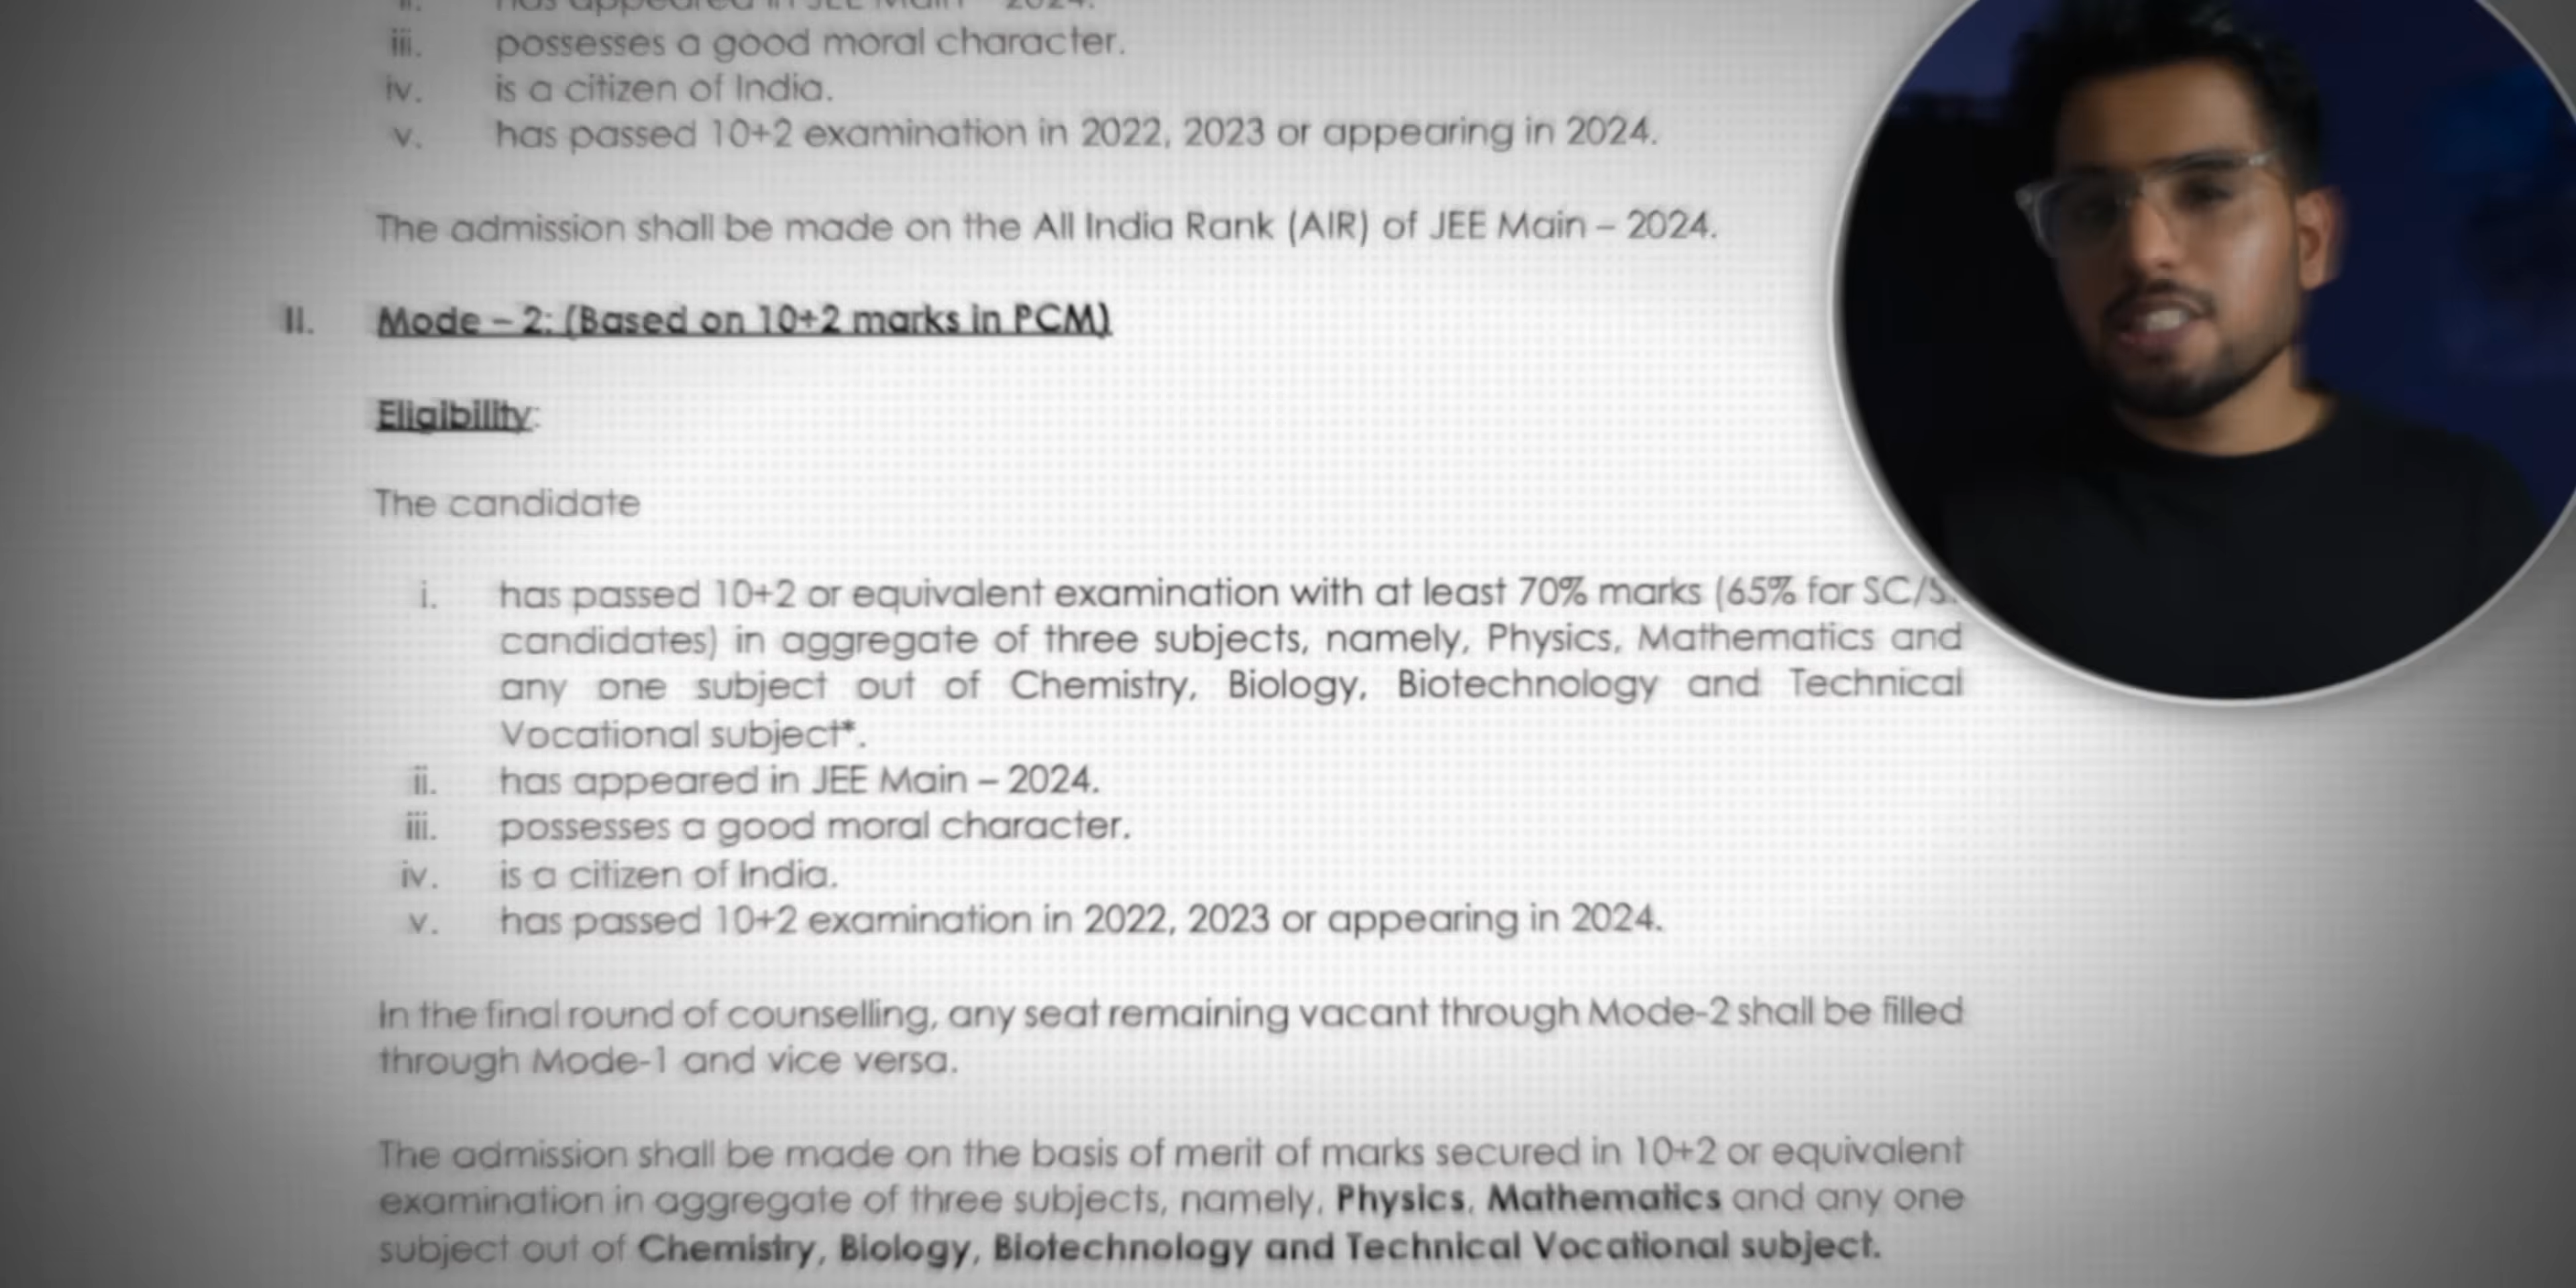 ii. has appeared in JEE Main – 2024.
iii. possesses a good moral character.
iv. is a citizen of India.
v. has passed 10+2 examination in 2022, 2023 or appearing in 2024.
The admission shall be made on the All India Rank (AIR) of JEE Main – 2024.
II. Mode – 2: (Based on 10+2 marks in PCM)
Eligibility:
The candidate
i. has passed 10+2 or equivalent examination with at least 70% marks (65% for SC/S
candidates) in aggregate of three subjects, namely, Physics, Mathematics and
any one subject out of Chemistry, Biology, Biotechnology and Technical
Vocational subject*.
ii. has appeared in JEE Main – 2024.
iii. possesses a good moral character.
iv. is a citizen of India.
v. has passed 10+2 examination in 2022, 2023 or appearing in 2024.
In the final round of counselling, any seat remaining vacant through Mode-2 shall be filled
through Mode-1 and vice versa.
The admission shall be made on the basis of merit of marks secured in 10+2 or equivalent
examination in aggregate of three subjects, namely, Physics, Mathematics and any one
subject out of Chemistry, Biology, Biotechnology and Technical Vocational subject.